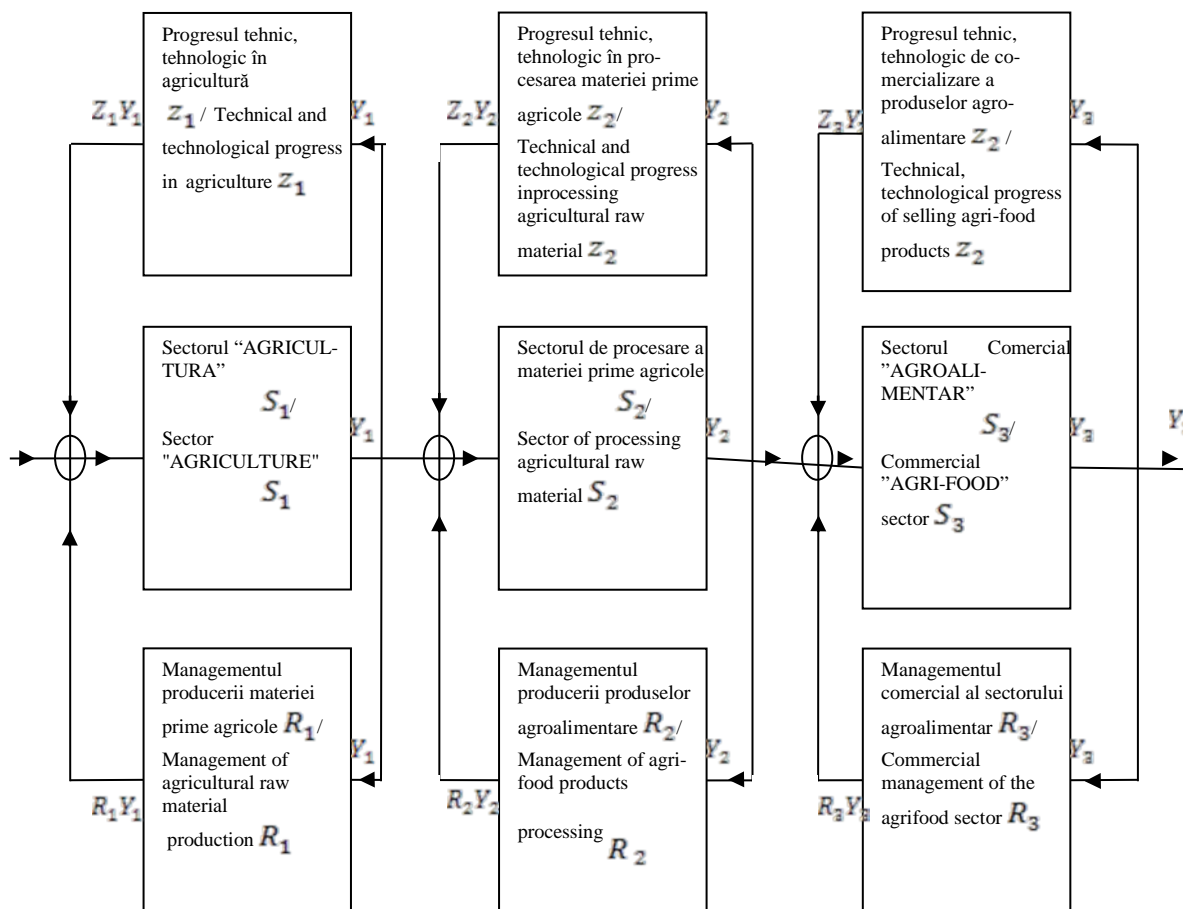 Progresul tehnic,
tehnologic în
agricultură
z₁ / Technical and
technological progress
in agriculture z₁
Z₁Y₁
Y₁
Progresul tehnic,
tehnologic în pro-
cesarea materiei prime
agricole z₂/
Technical and
technological progress
inprocessing
agricultural raw
material z₂
Z₂Y₂
Y₂
Progresul tehnic,
tehnologic de co-
mercializare a
produselor agro-
alimentare z₂ /
Technical,
technological progress
of selling agri-food
products z₂
Y₃
Sectorul “AGRICUL-
TURA”
S₁/
Sector
"AGRICULTURE"
S₁
Y₁
Sectorul de procesare a
materiei prime agricole
S₂/
Sector of processing
agricultural raw
material S₂
Y₂
Sectorul Comercial
”AGROALI-
MENTAR”
S₃/
Commercial
”AGRI-FOOD”
sector S₃
Y₃
Managementul
producerii materiei
prime agricole R₁/
Management of
agricultural raw
material
production R₁
Y₁
R₁Y₁
Managementul
producerii produselor
agroalimentare R₂/
Management of agri-
food products
processing R₂
Y₂
R₂Y₂
Managementul
comercial al sectorului
agroalimentar R₃/
Commercial
management of the
agrifood sector R₃
Y₃
R₃Y₃